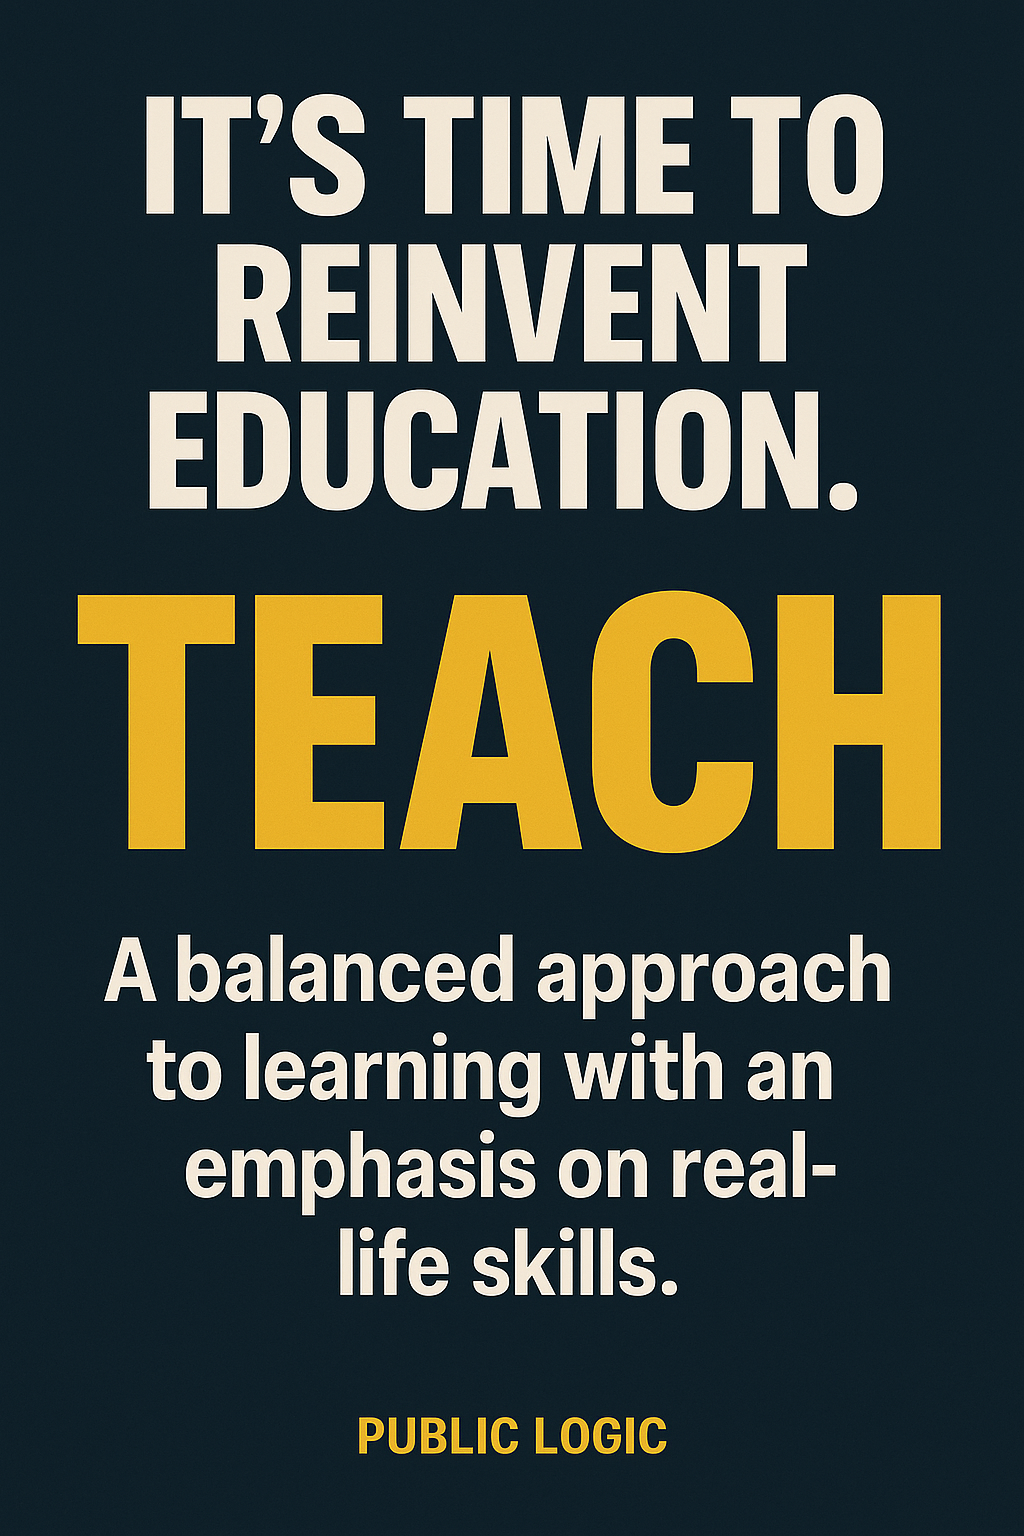 IT’S TIME TO
REINVENT
EDUCATION.
TEACH
A balanced approach
to learning with an
emphasis on real-
life skills.
PUBLIC LOGIC